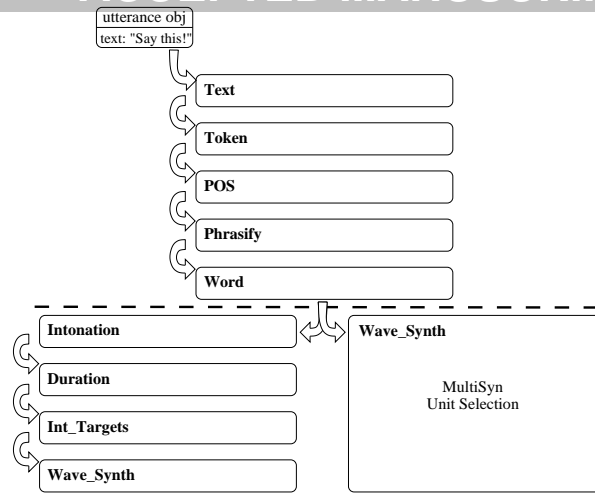 utterance obj
text: "Say this!"
Text
Token
POS
Phrasify
Word
Intonation
Duration
Int_Targets
Wave_Synth
Wave_Synth
MultiSyn
Unit Selection